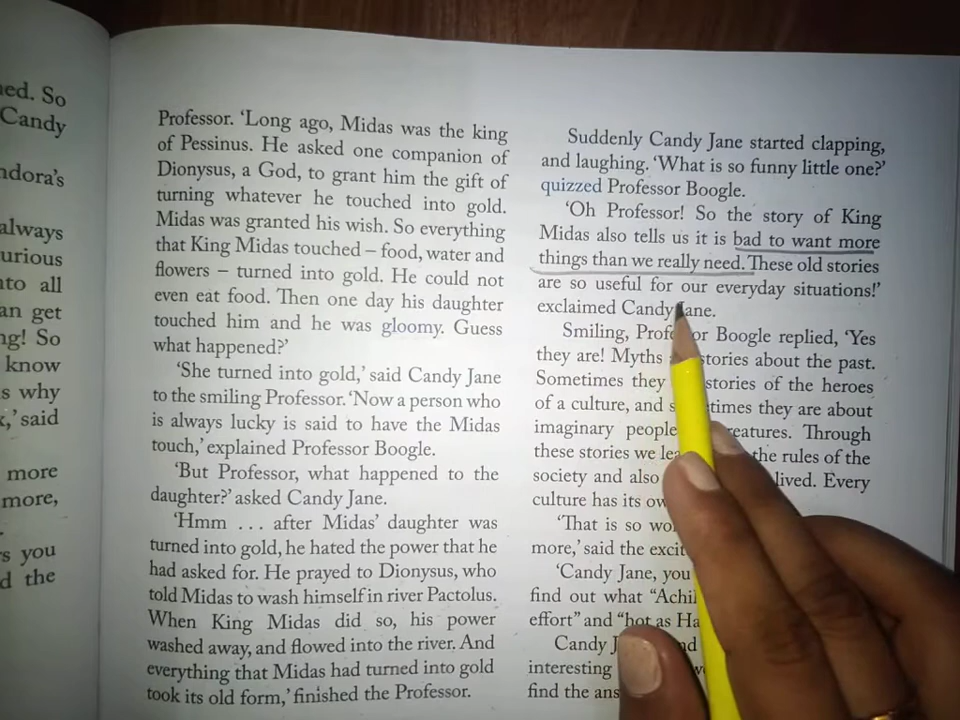 ned. So
Candy
ndora's
always
urious
nto all
an get
ng! So
know
s why
k,' said
more
more,
s you
d the
Professor. 'Long ago, Midas was the king
of Pessinus. He asked one companion of
Dionysus, a God, to grant him the gift of
turning whatever he touched into gold.
Midas was granted his wish. So everything
that King Midas touched – food, water and
flowers – turned into gold. He could not
even eat food. Then one day his daughter
touched him and he was gloomy. Guess
what happened?'
'She turned into gold,' said Candy Jane
to the smiling Professor. 'Now a person who
is always lucky is said to have the Midas
touch,' explained Professor Boogle.
'But Professor, what happened to the
daughter?' asked Candy Jane.
'Hmm . . . after Midas' daughter was
turned into gold, he hated the power that he
had asked for. He prayed to Dionysus, who
told Midas to wash himself in river Pactolus.
When King Midas did so, his power
washed away, and flowed into the river. And
everything that Midas had turned into gold
took its old form,' finished the Professor.
Suddenly Candy Jane started clapping,
and laughing. 'What is so funny little one?'
quizzed Professor Boogle.
'Oh Professor! So the story of King
Midas also tells us it is bad to want more
things than we really need. These old stories
are so useful for our everyday situations!'
exclaimed Candy Jane.
Smiling, Professor Boogle replied, 'Yes
they are! Myths stories about the past.
Sometimes they stories of the heroes
of a culture, and sometimes they are about
imaginary people creatures. Through
these stories we the rules of the
society and also lived. Every
culture has its
'That is so
more,' said the
'Candy Jane, you
find out what
effort" and "hot as
Candy
interesting
find the